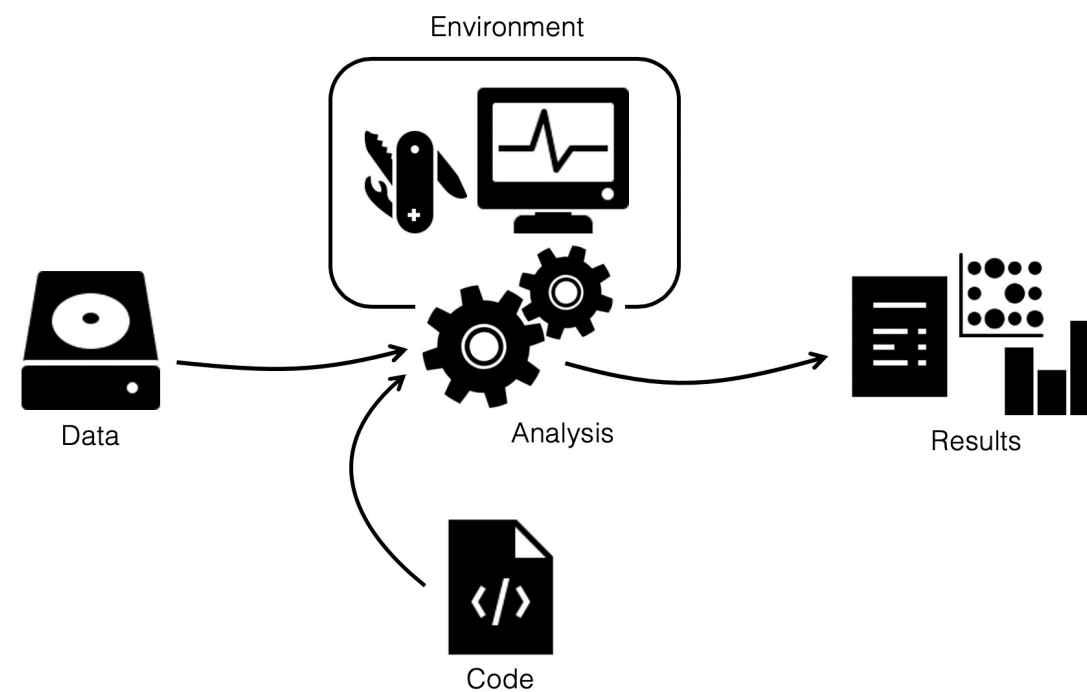 Environment
Data
Analysis
Results
</>
Code